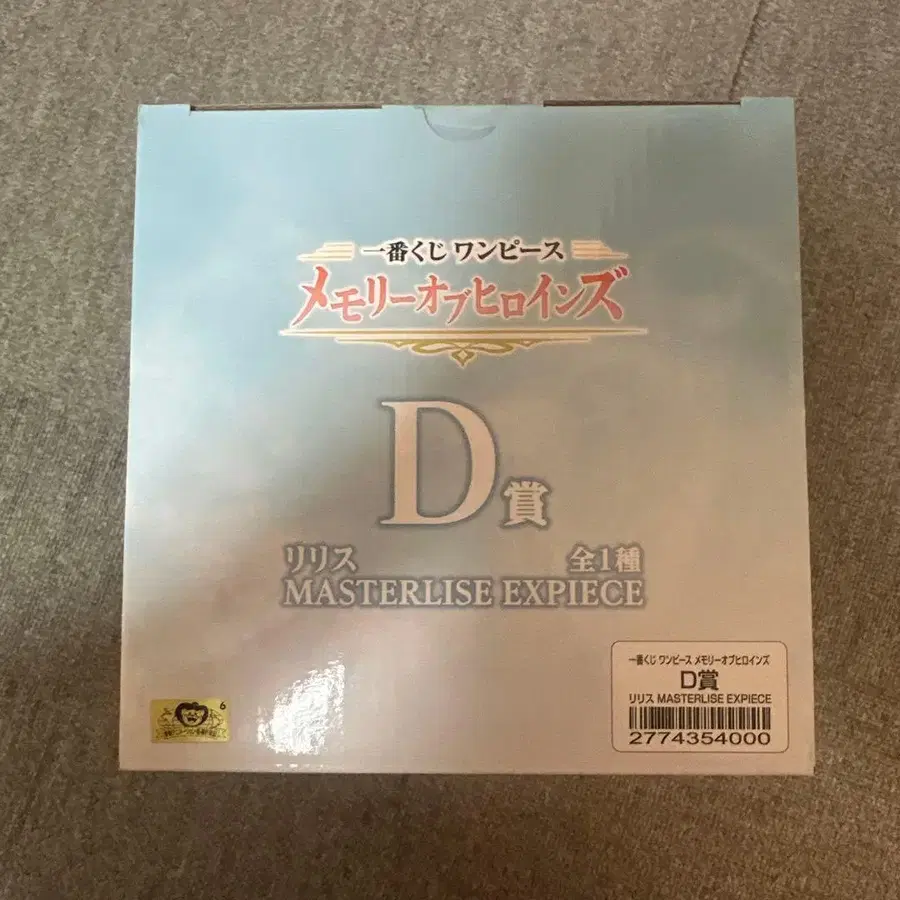 一番くじ ワンピース
メモリーオブヒロインズ
D賞
リリス 全1種
MASTERLISE EXPIECE
一番くじ ワンピース メモリーオブヒロインズ
D賞
リリス MASTERLISE EXPIECE
2774354000
6